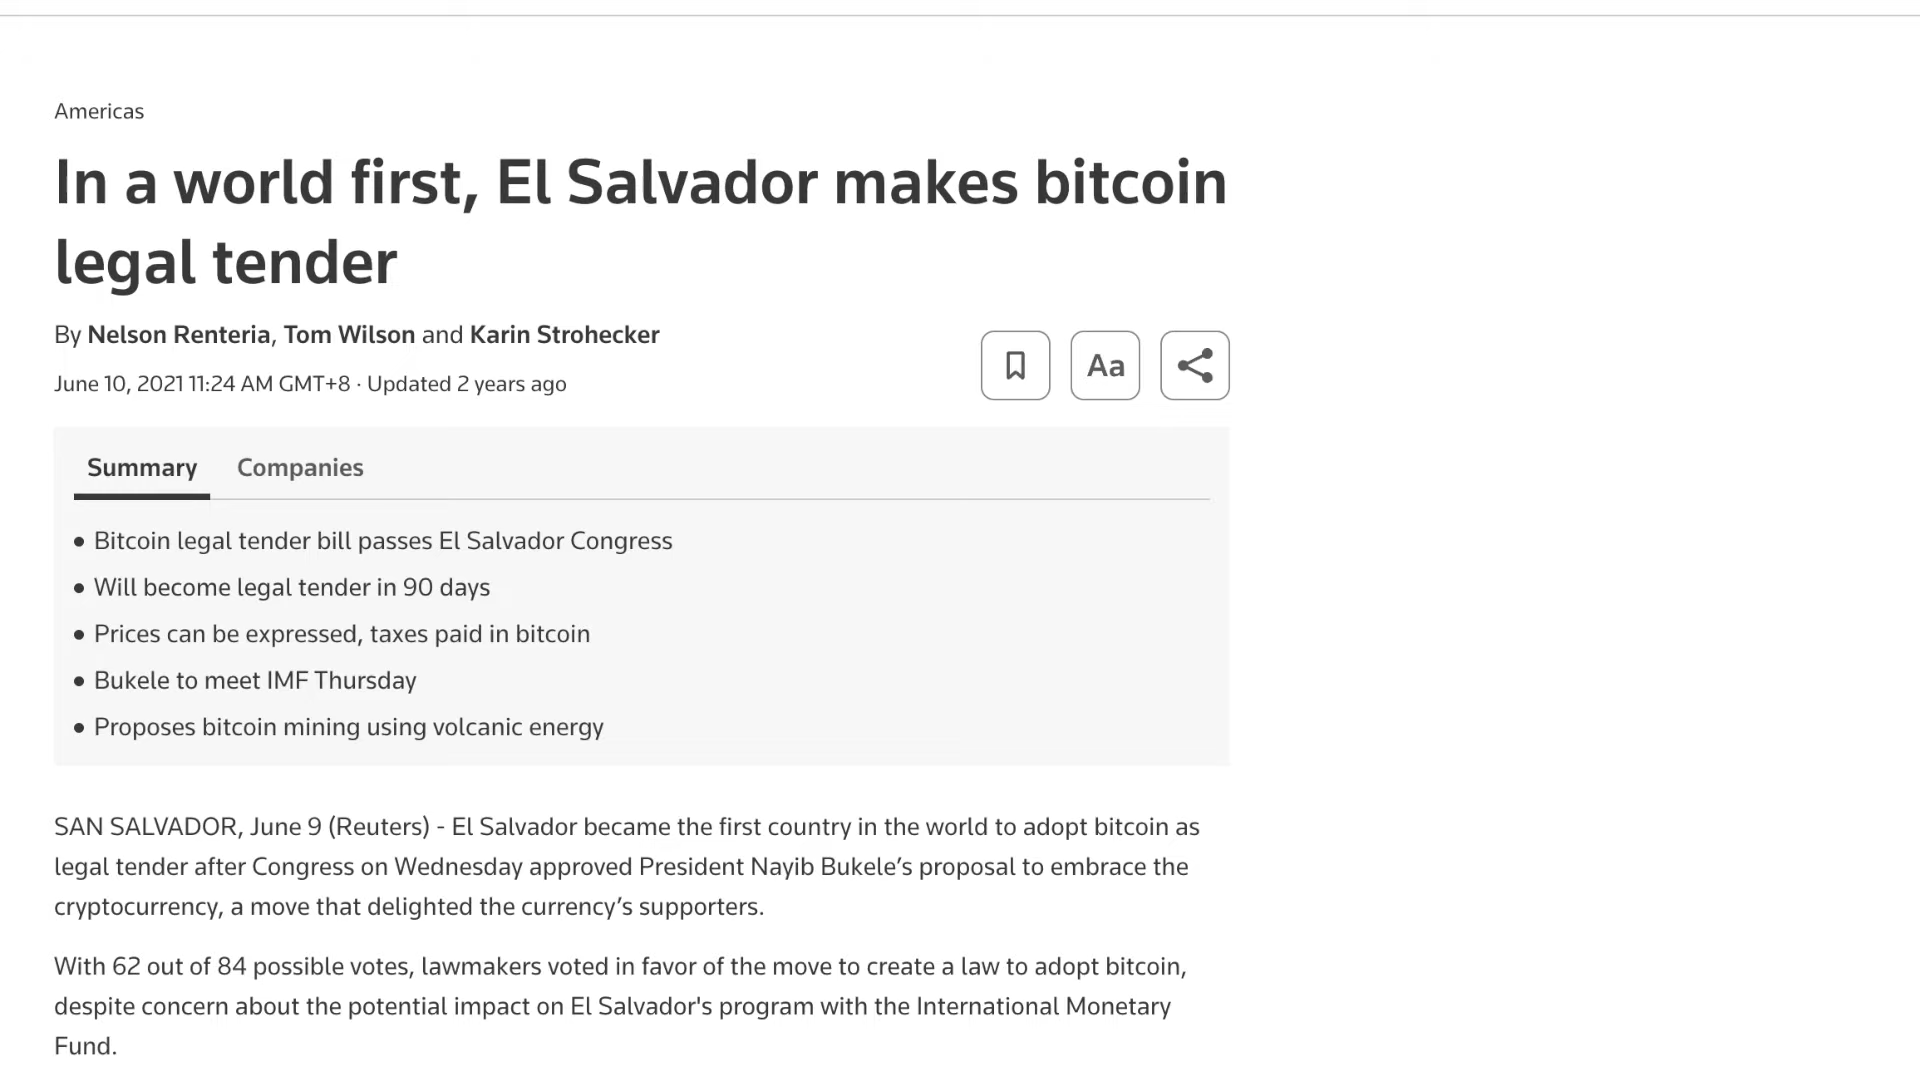 Americas
In a world first, El Salvador makes bitcoin
legal tender
By Nelson Renteria, Tom Wilson and Karin Strohecker
June 10, 2021 11:24 AM GMT+8 · Updated 2 years ago
Aa
Summary Companies
• Bitcoin legal tender bill passes El Salvador Congress
• Will become legal tender in 90 days
• Prices can be expressed, taxes paid in bitcoin
• Bukele to meet IMF Thursday
• Proposes bitcoin mining using volcanic energy
SAN SALVADOR, June 9 (Reuters) - El Salvador became the first country in the world to adopt bitcoin as
legal tender after Congress on Wednesday approved President Nayib Bukele’s proposal to embrace the
cryptocurrency, a move that delighted the currency’s supporters.
With 62 out of 84 possible votes, lawmakers voted in favor of the move to create a law to adopt bitcoin,
despite concern about the potential impact on El Salvador's program with the International Monetary
Fund.